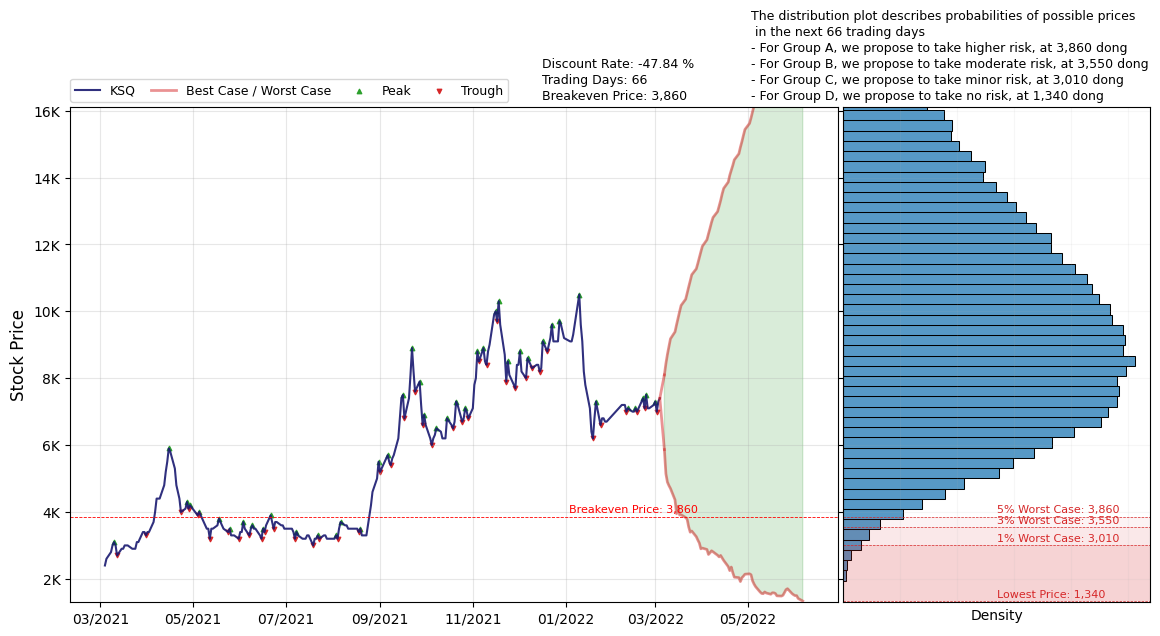 The distribution plot describes probabilities of possible prices
in the next 66 trading days
- For Group A, we propose to take higher risk, at 3,860 dong
- For Group B, we propose to take moderate risk, at 3,550 dong
- For Group C, we propose to take minor risk, at 3,010 dong
- For Group D, we propose to take no risk, at 1,340 dong
Discount Rate: -47.84 %
Trading Days: 66
Breakeven Price: 3,860
KSQ
Best Case / Worst Case
Peak
Trough
Stock Price
16K
14K
12K
10K
8K
6K
4K
2K
Breakeven Price: 3,860
03/2021
05/2021
07/2021
09/2021
11/2021
01/2022
03/2022
05/2022
5% Worst Case: 3,860
3% Worst Case: 3,550
1% Worst Case: 3,010
Lowest Price: 1,340
Density